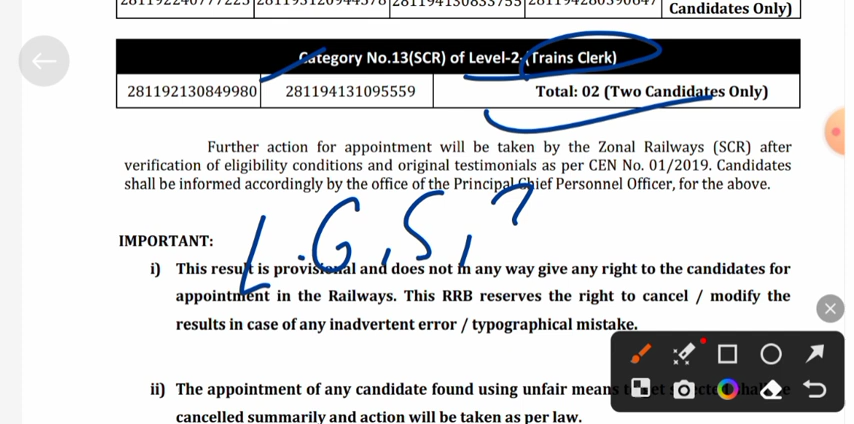 Candidates Only)
Category No.13(SCR) of Level-2 (Trains Clerk)
281192130849980 281194131095559 Total: 02 (Two Candidates Only)
Further action for appointment will be taken by the Zonal Railways (SCR) after
verification of eligibility conditions and original testimonials as per CEN No. 01/2019. Candidates
shall be informed accordingly by the office of the Principal Chief Personnel Officer, for the above.
L.G,S,?
IMPORTANT:
i) This result is provisional and does not in any way give any right to the candidates for
appointment in the Railways. This RRB reserves the right to cancel / modify the
results in case of any inadvertent error / typographical mistake.
ii) The appointment of any candidate found using unfair means
cancelled summarily and action will be taken as per law.